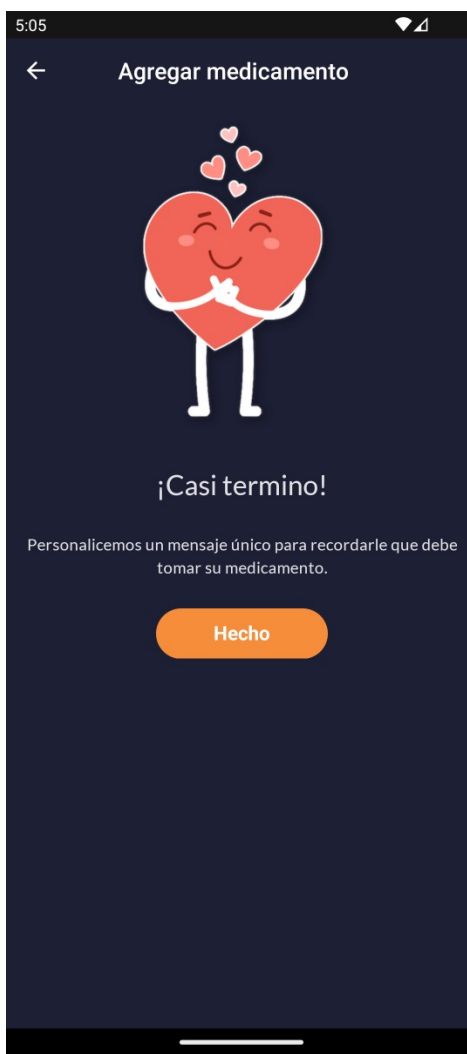 5:05
Agregar medicamento
¡Casi termino!
Personalicemos un mensaje único para recordarle que debe
tomar su medicamento.
Hecho